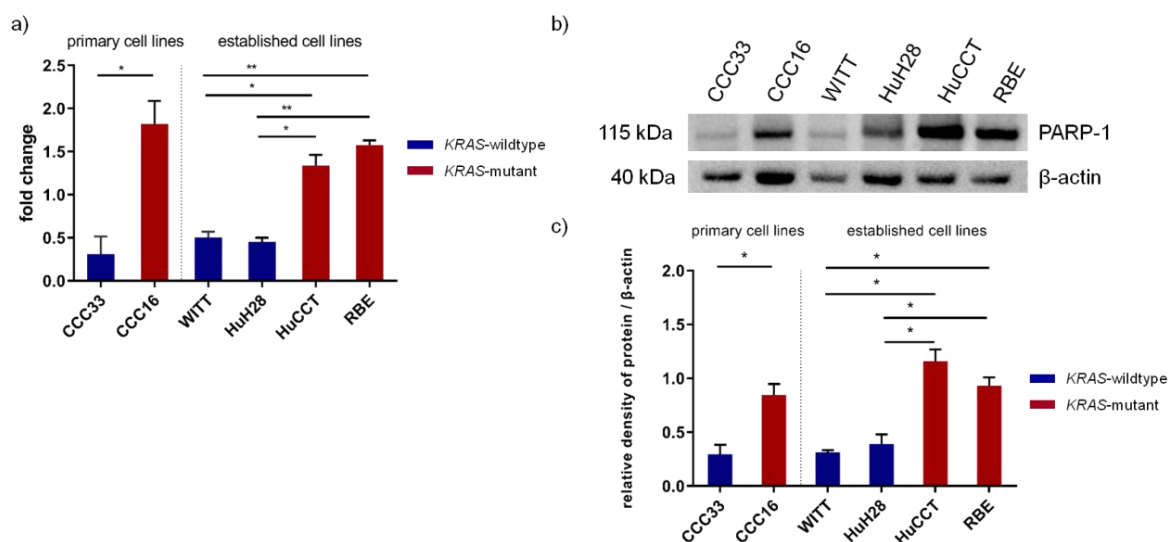 a)
primary cell lines
established cell lines
fold change
2.5
2.0
1.5
1.0
0.5
0.0
*
**
*
**
*
CCC33
CCC16
WITT
HuH28
HuCCT
RBE
KRAS-wildtype
KRAS-mutant
b)
CCC33
CCC16
WITT
HuH28
HuCCT
RBE
115 kDa
PARP-1
40 kDa
β-actin
c)
primary cell lines
established cell lines
relative density of protein / β-actin
2.0
1.5
1.0
0.5
0.0
*
*
*
*
*
CCC33
CCC16
WITT
HuH28
HuCCT
RBE
KRAS-wildtype
KRAS-mutant